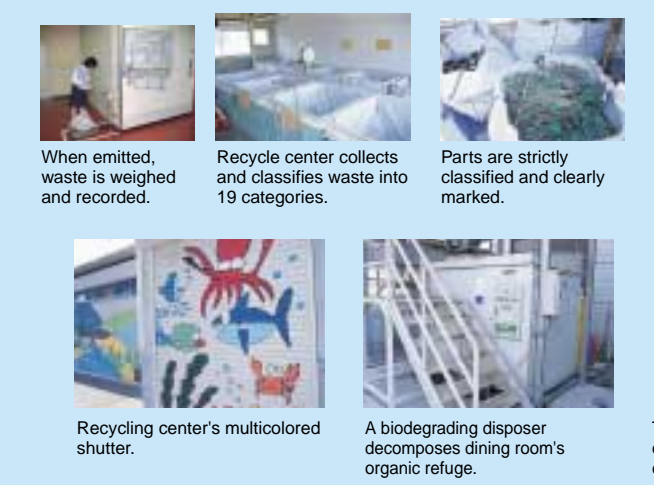 When emitted,
waste is weighed
and recorded.
Recycle center collects
and classifies waste into
19 categories.
Parts are strictly
classified and clearly
marked.
Recycling center's multicolored
shutter.
A biodegrading disposer
decomposes dining room's
organic refuge.